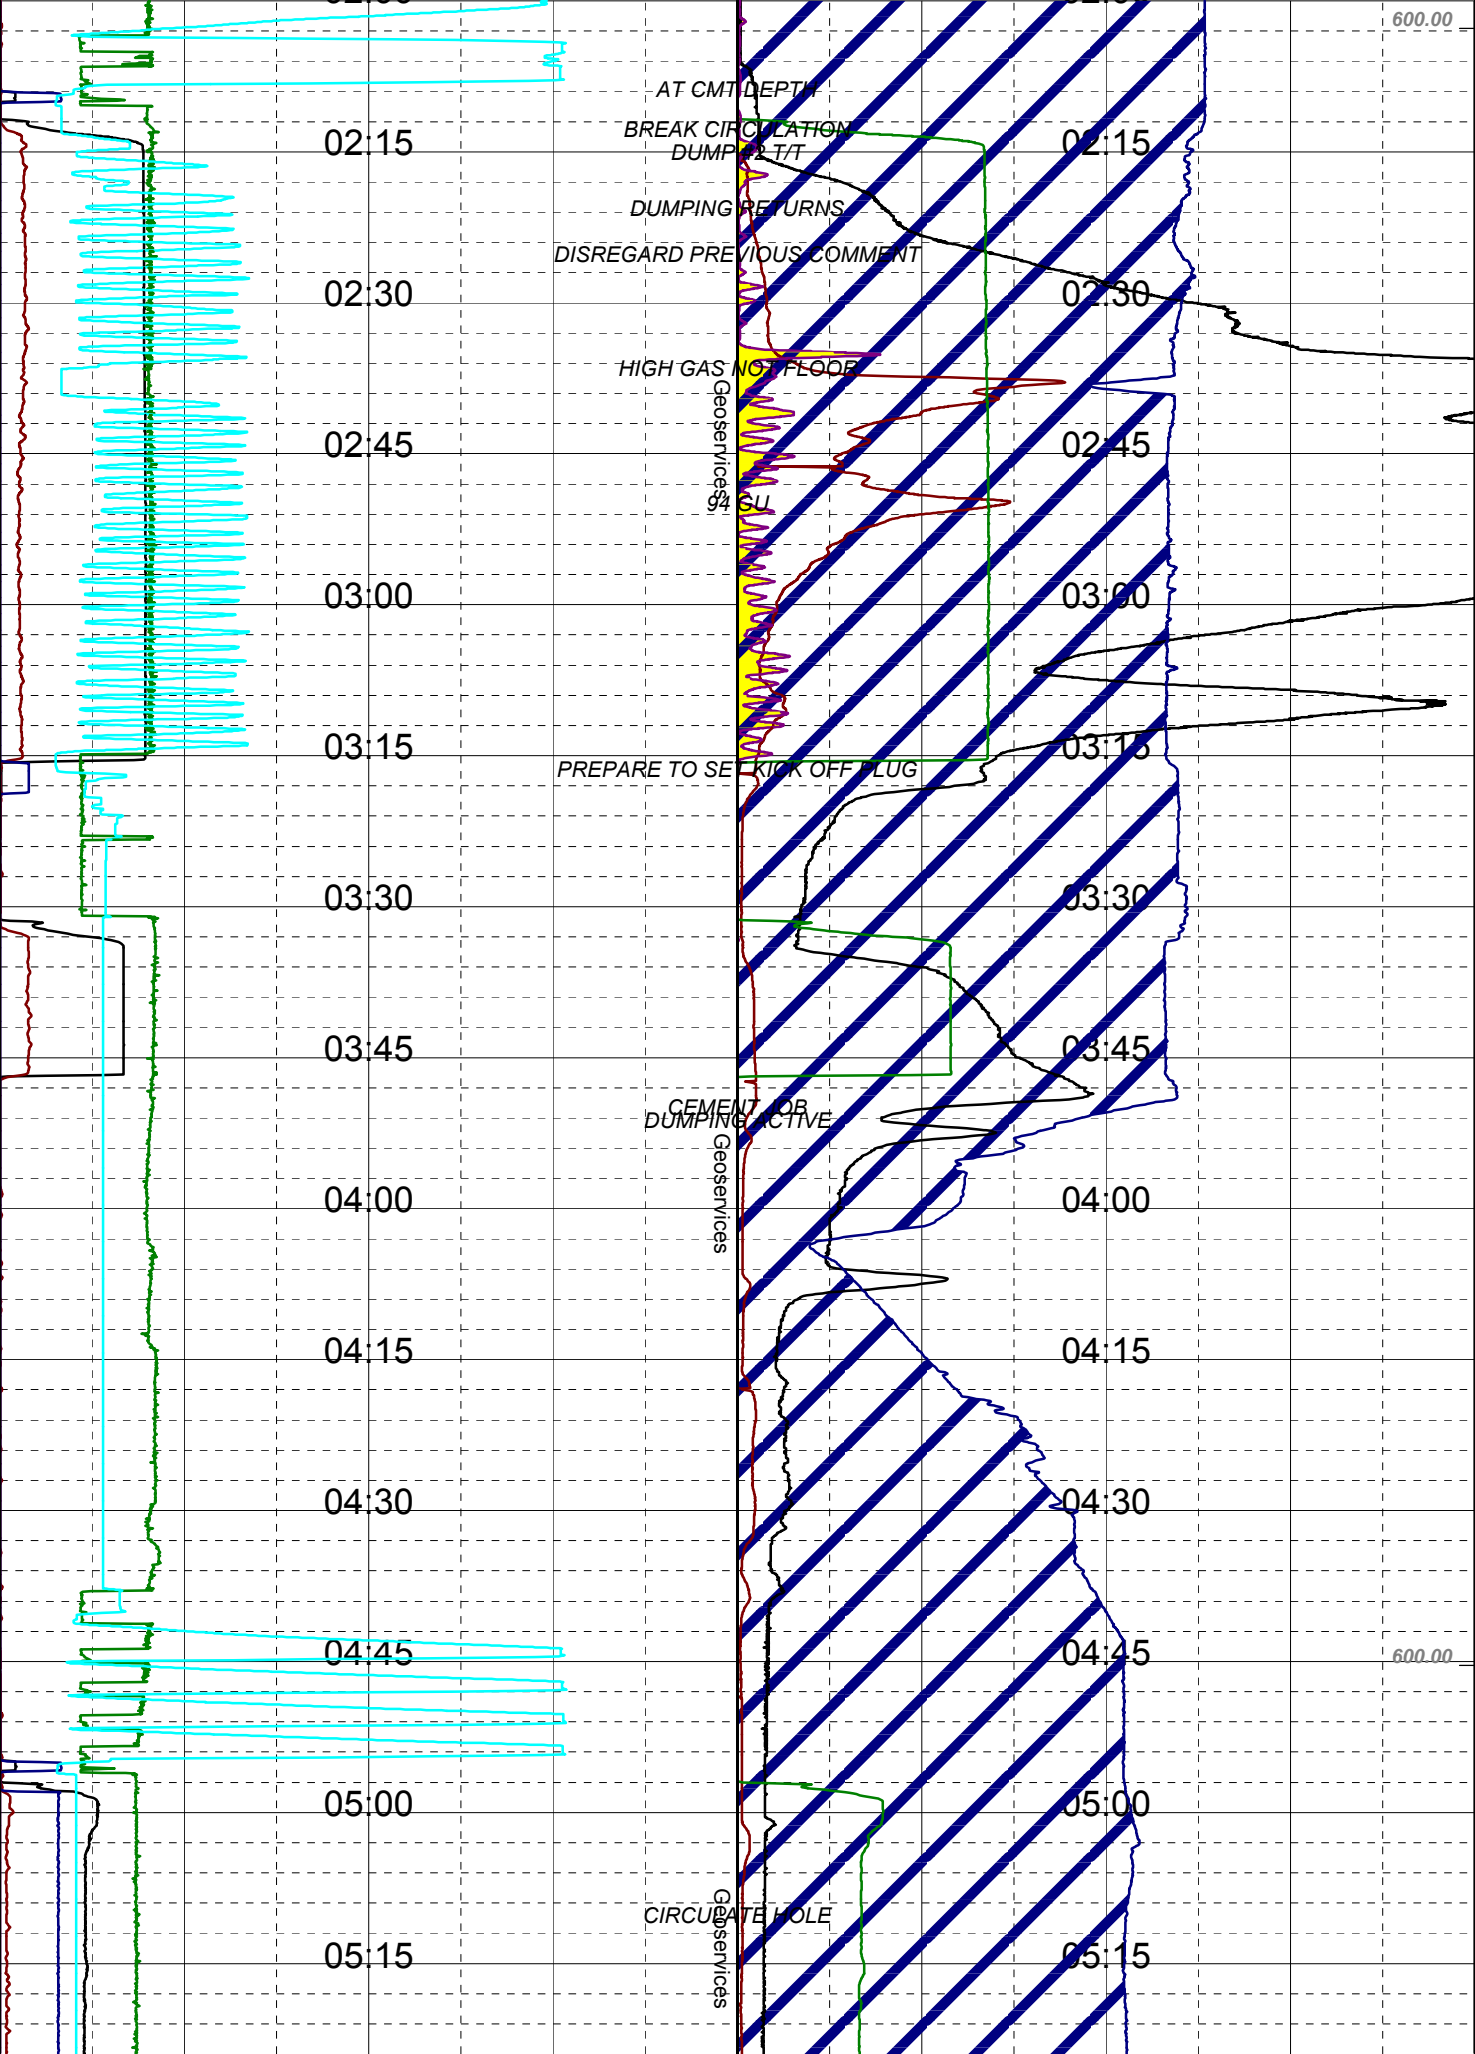 600.00
AT CMT DEPTH
BREAK CIRCULATION
02:15
DUMP #2 T/T
02:15
DUMPING RETURNS
DISREGARD PREVIOUS COMMENT
02:30
02:30
HIGH GAS NOT FLOOR
Geoservices
02:45
02:45
94 GU
03:00
03:00
03:15
03:15
PREPARE TO SET KICK OFF PLUG
03:30
03:30
03:45
03:45
CEMENT JOB
DUMPING ACTIVE
Geoservices
04:00
04:00
04:15
04:15
04:30
04:30
04:45
04:45
600.00
05:00
05:00
Geoservices
CIRCULATE HOLE
05:15
05:15